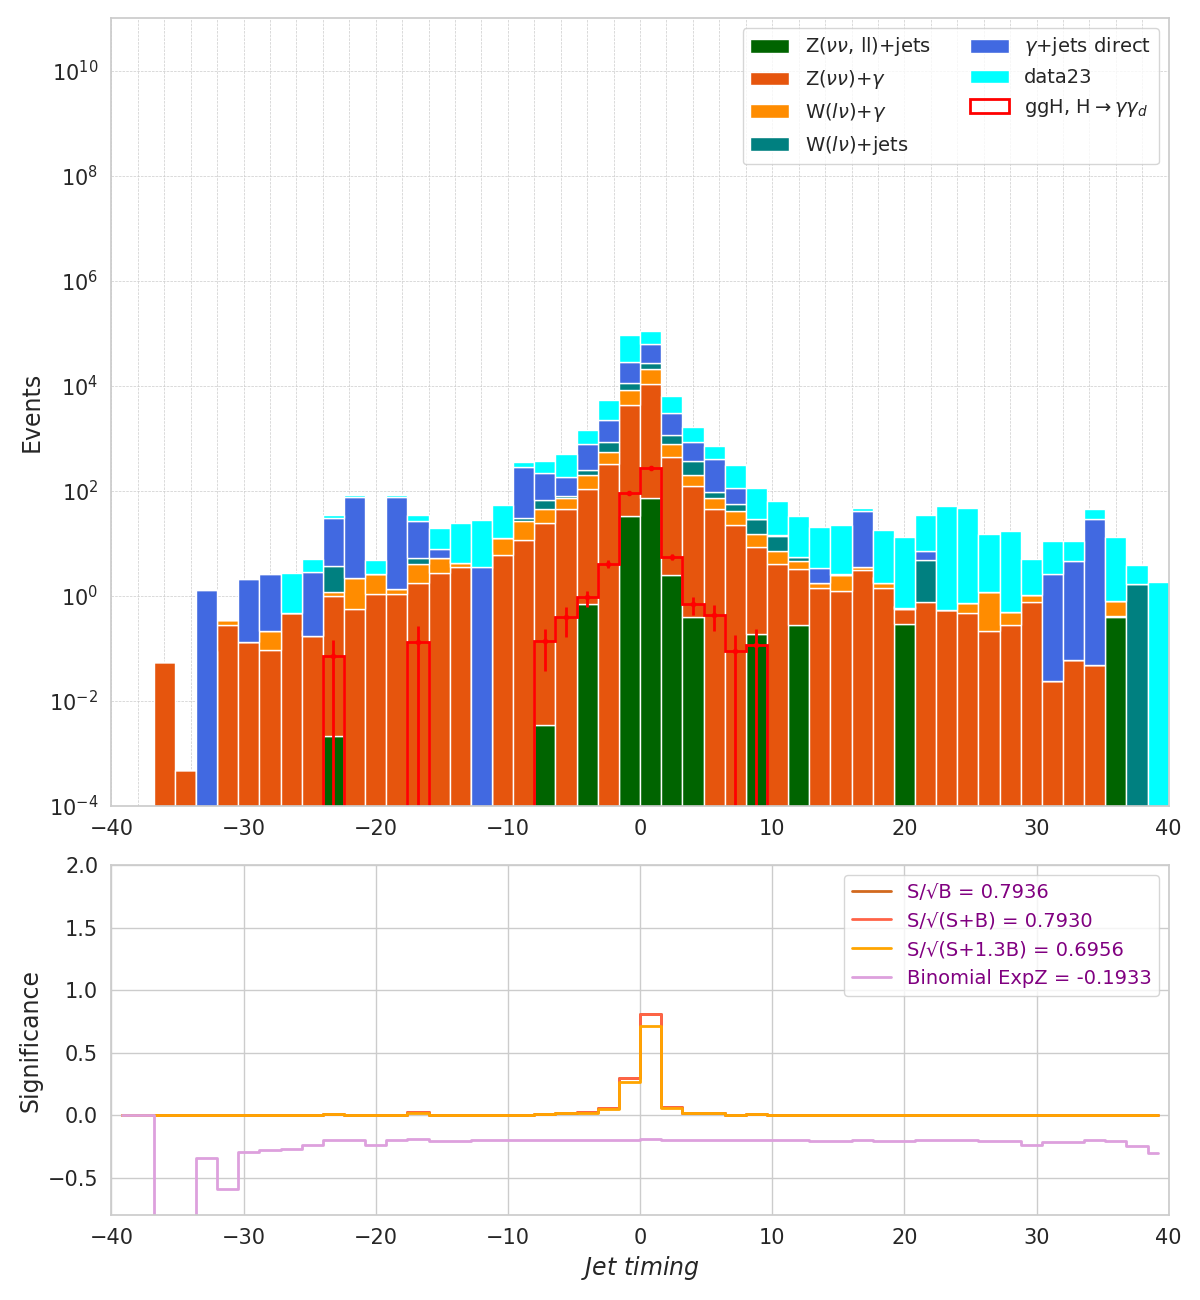 Z(νν, ll)+jets
Z(νν)+γ
W(lν)+γ
W(lν)+jets
γ+jets direct
data23
ggH, H→γγ_d
Events
10^10
10^8
10^6
10^4
10^2
10^0
10^−2
10^−4
−40 −30 −20 −10 0 10 20 30 40
S/√B = 0.7936
S/√(S+B) = 0.7930
S/√(S+1.3B) = 0.6956
Binomial ExpZ = -0.1933
Significance
2.0
1.5
1.0
0.5
0.0
−0.5
−40 −30 −20 −10 0 10 20 30 40
Jet timing